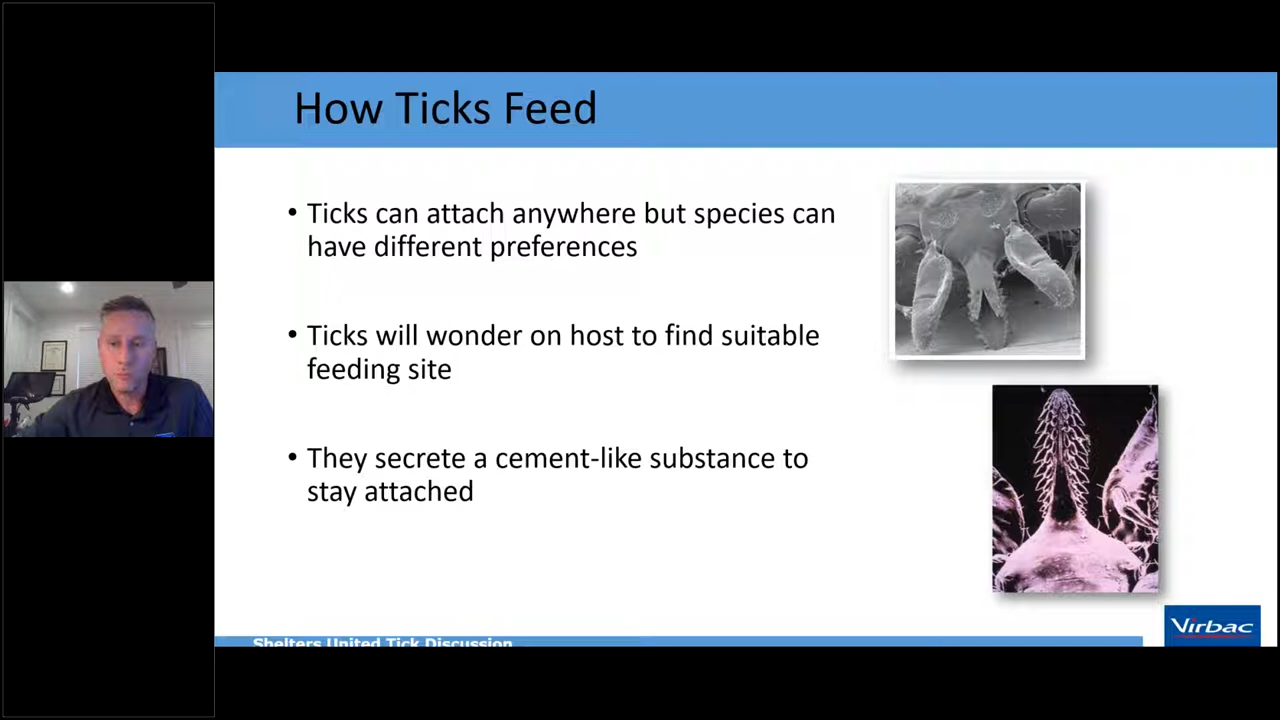 How Ticks Feed
• Ticks can attach anywhere but species can
have different preferences
• Ticks will wonder on host to find suitable
feeding site
• They secrete a cement-like substance to
stay attached
Shelters United Tick Discussion
Virbac